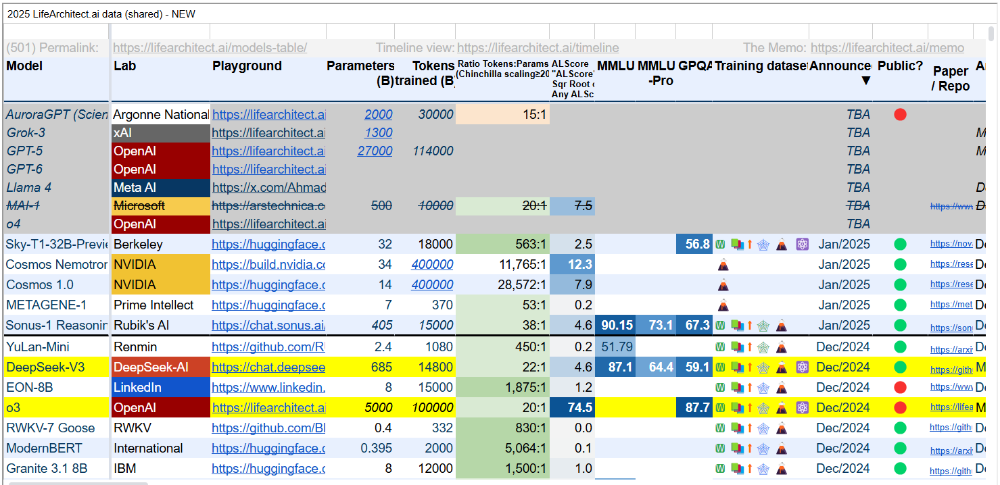 2025 LifeArchitect.ai data (shared) - NEW
(501) Permalink: https://lifearchitect.ai/models-table/ Timeline view: https://lifearchitect.ai/timeline The Memo: https://lifearchitect.ai/memo
Model Lab Playground Parameters (B) Tokens trained (B) Ratio Tokens:Params (Chinchilla scaling≥20 ALScore "ALScore" Sqr Root o Any ALSc MMLU MMLU -Pro GPQA Training dataset Announce ▼ Public? Paper / Repo A
AuroraGPT (Scien Argonne National https://lifearchitect.ai 2000 30000 15:1 TBA
Grok-3 xAI https://lifearchitect.ai 1300 TBA M
GPT-5 OpenAI https://lifearchitect.ai 27000 114000 TBA M
GPT-6 OpenAI https://lifearchitect.ai TBA
Llama 4 Meta AI https://x.com/Ahmad TBA D
MAI-1 Microsoft https://arstechnica.co 500 10000 20:1 7.5 TBA https://ww D
o4 OpenAI https://lifearchitect.ai TBA
Sky-T1-32B-Previe Berkeley https://huggingface.c 32 18000 563:1 2.5 56.8 W Jan/2025 https://nov De
Cosmos Nemotron NVIDIA https://build.nvidia.co 34 400000 11,765:1 12.3 Jan/2025 https://rese De
Cosmos 1.0 NVIDIA https://huggingface.c 14 400000 28,572:1 7.9 Jan/2025 https://rese De
METAGENE-1 Prime Intellect https://huggingface.c 7 370 53:1 0.2 Jan/2025 https://met De
Sonus-1 Reasonin Rubik's AI https://chat.sonus.ai/ 405 15000 38:1 4.6 90.15 73.1 67.3 W Jan/2025 https://son De
YuLan-Mini Renmin https://github.com/R 2.4 1080 450:1 0.2 51.79 W Dec/2024 https://arxi De
DeepSeek-V3 DeepSeek-AI https://chat.deepsee 685 14800 22:1 4.6 87.1 64.4 59.1 W Dec/2024 https://gith M
EON-8B LinkedIn https://www.linkedin. 8 15000 1,875:1 1.2 W Dec/2024 https://ww De
o3 OpenAI https://lifearchitect.ai 5000 100000 20:1 74.5 87.7 W Dec/2024 https://lifea M
RWKV-7 Goose RWKV https://github.com/Bl 0.4 332 830:1 0.0 W Dec/2024 https://gith De
ModernBERT International https://huggingface.c 0.395 2000 5,064:1 0.1 W Dec/2024 https://arxi De
Granite 3.1 8B IBM https://huggingface.c 8 12000 1,500:1 1.0 W Dec/2024 https://gith De